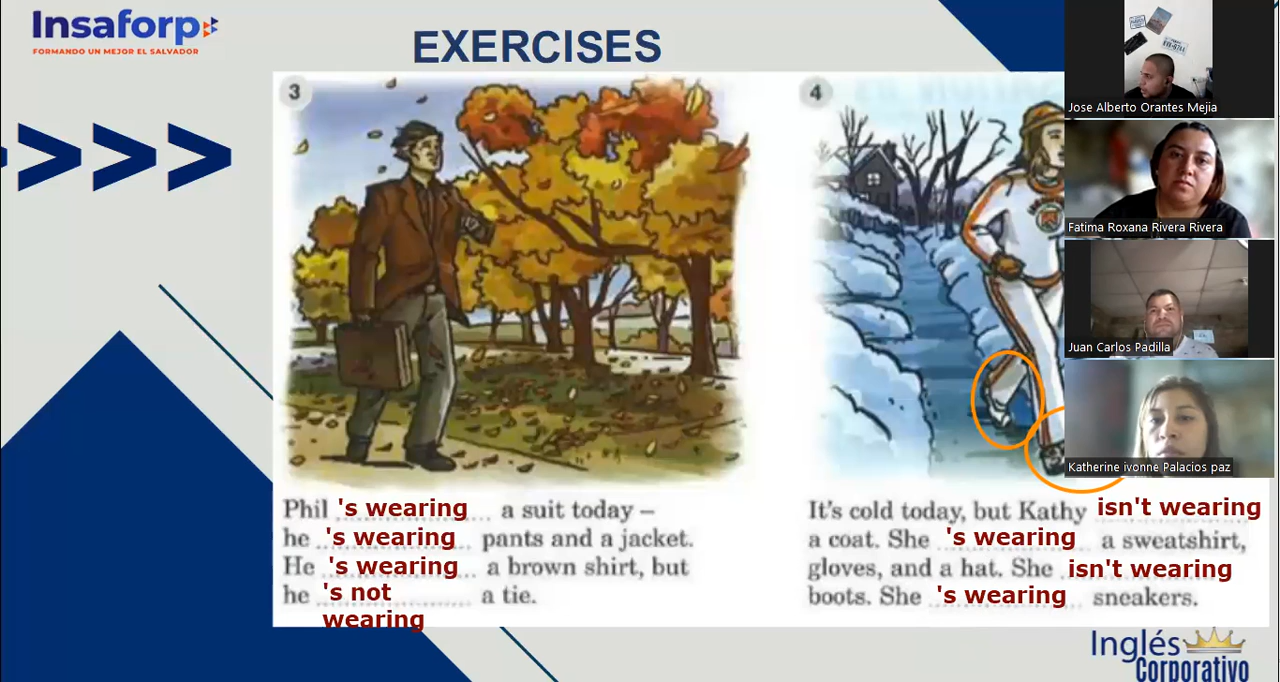 Insaforp
FORMANDO UN MEJOR EL SALVADOR
EXERCISES
3
Phil 's wearing a suit today –
he 's wearing pants and a jacket.
He 's wearing a brown shirt, but
he 's not wearing a tie.
4
It's cold today, but Kathy isn't wearing
a coat. She 's wearing a sweatshirt,
gloves, and a hat. She isn't wearing
boots. She 's wearing sneakers.
Jose Alberto Orantes Mejia
Fatima Roxana Rivera Rivera
Juan Carlos Padilla
Katherine ivonne Palacios paz
Inglés
Corporativo